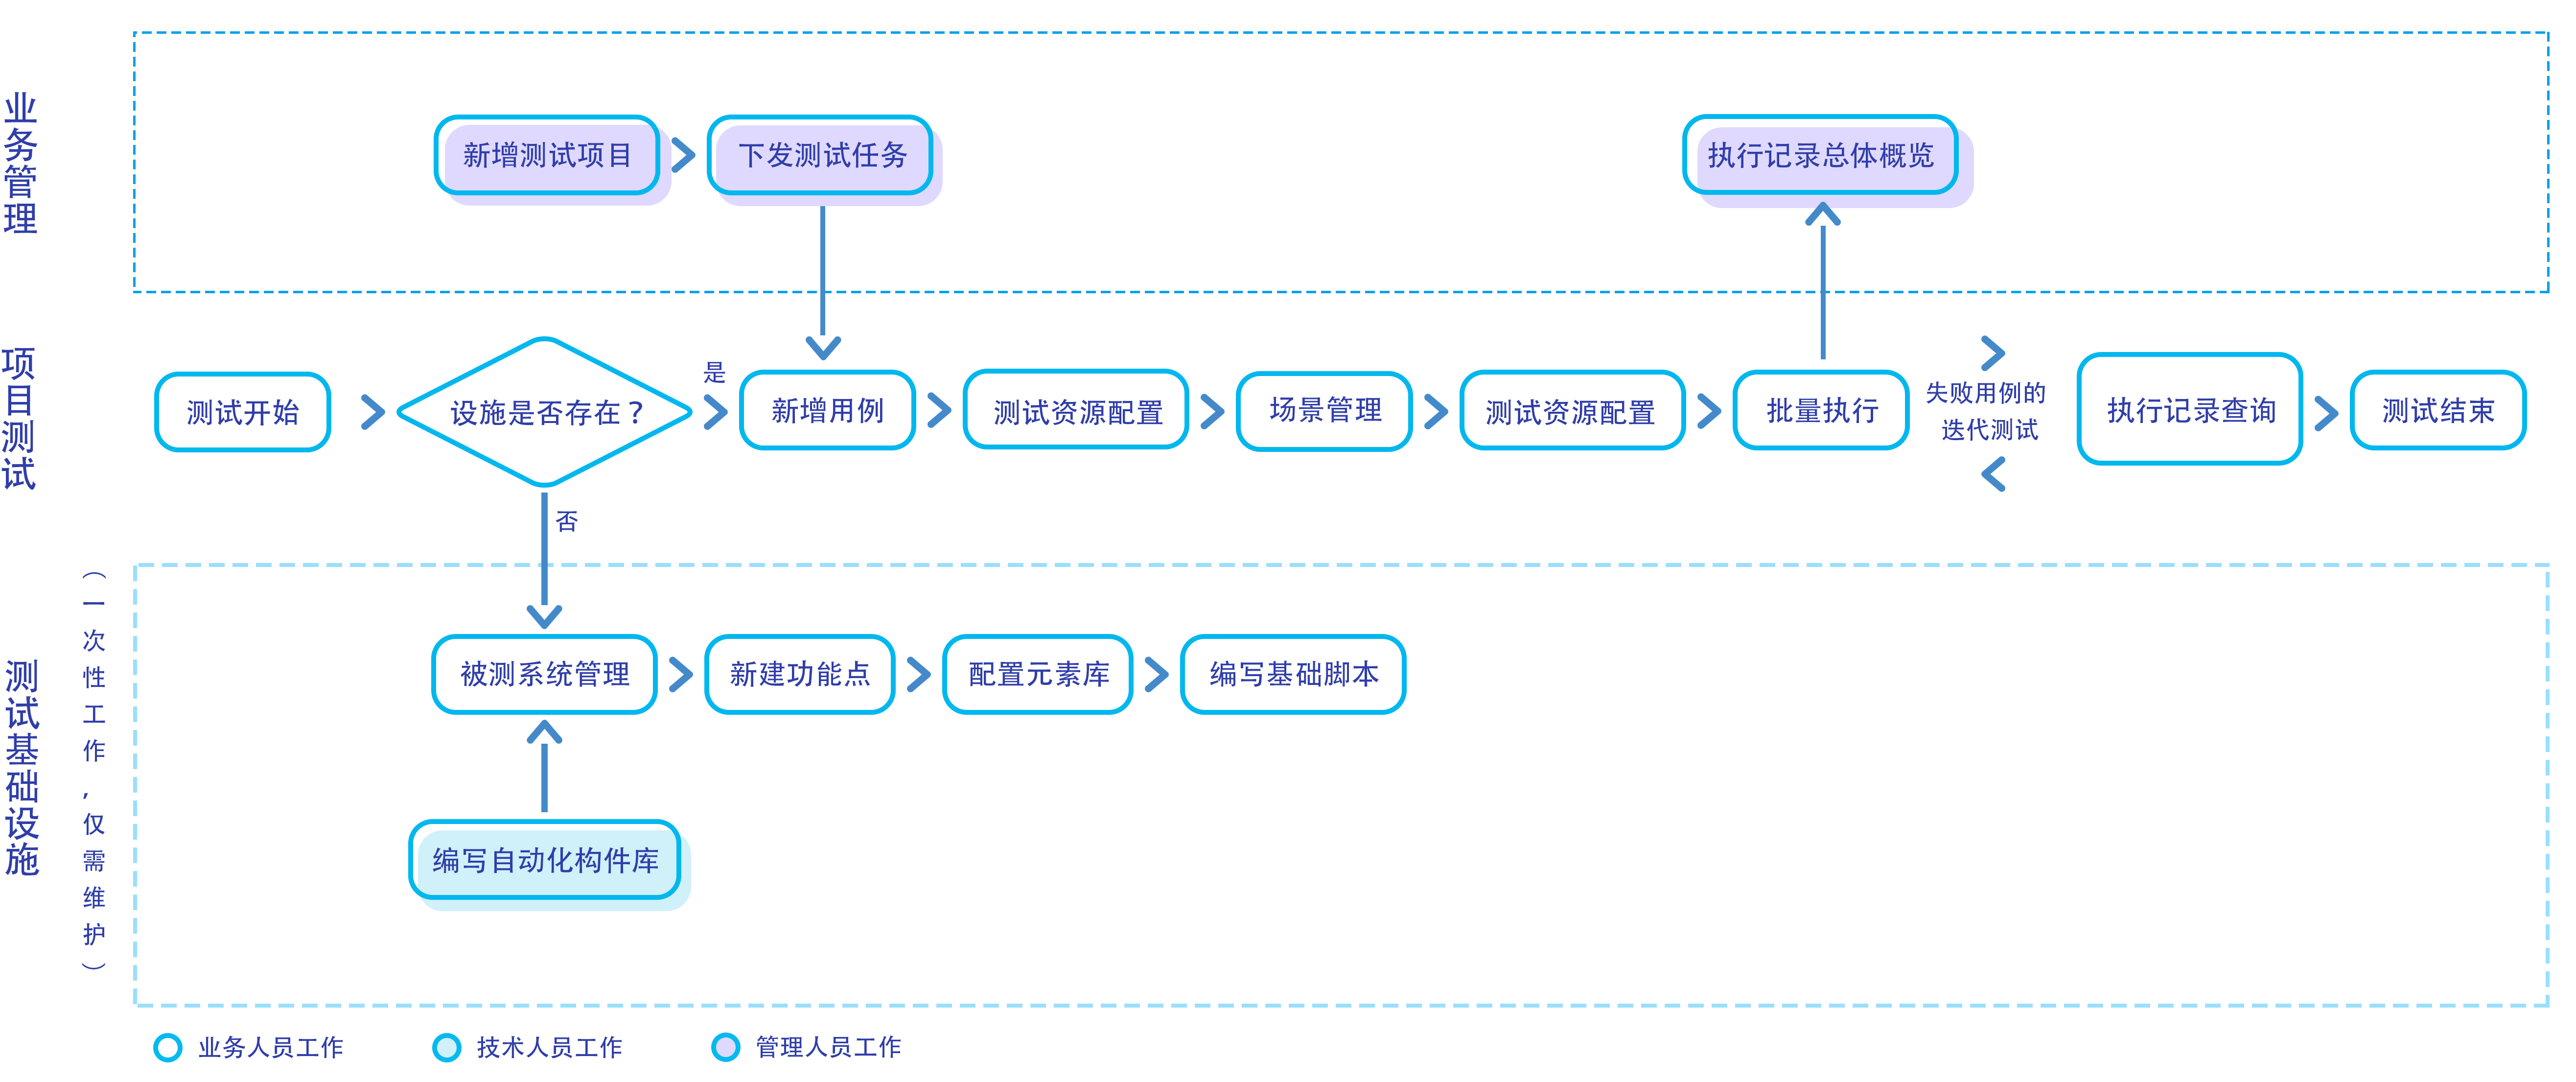 业务管理
新增测试项目
下发测试任务
执行记录总体概览
项目测试
测试开始
设施是否存在？
是
否
新增用例
测试资源配置
场景管理
测试资源配置
批量执行
失败用例的
迭代测试
执行记录查询
测试结束
测试基础设施
（一次性工作,仅需维护）
被测系统管理
新建功能点
配置元素库
编写基础脚本
编写自动化构件库
业务人员工作
技术人员工作
管理人员工作